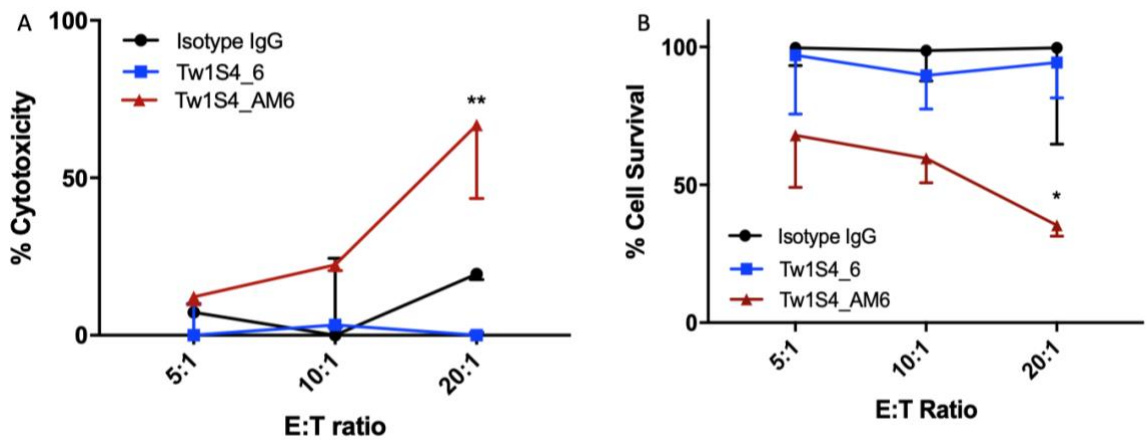 A
100
50
0
% Cytotoxicity
Isotype IgG
Tw1S4_6
Tw1S4_AM6
**
5:1
10:1
20:1
E:T ratio
B
100
50
0
% Cell Survival
*
Isotype IgG
Tw1S4_6
Tw1S4_AM6
5:1
10:1
20:1
E:T Ratio